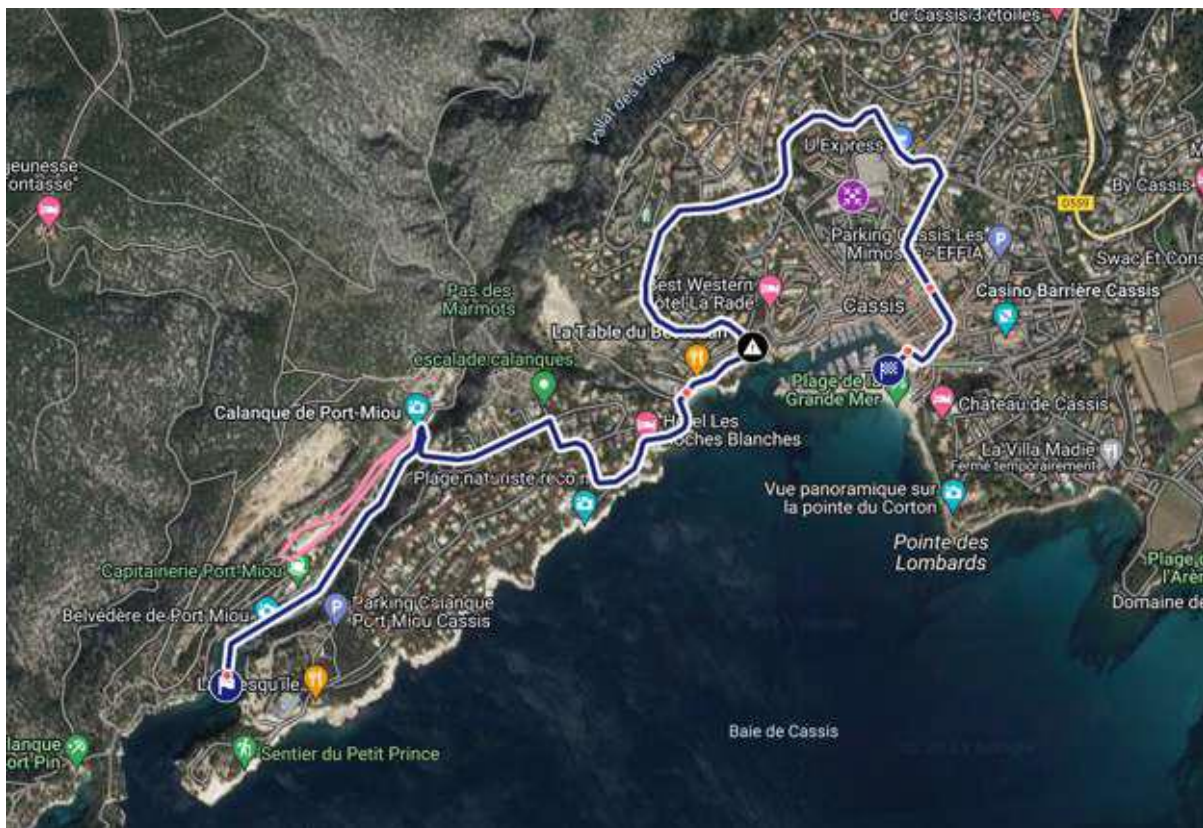 de Cassis 3 étoiles
Vallat des Brayes
U Express
jeunesse
ontasse"
By Cassis
D559
Parking Cassis Les
Mimosas - EFFIA
Swac Et Cons
Pas des
Marmots
Best Western
Hôtel La Rade
Cassis
Casino Barrière Cassis
La Table du
escalade calanques
Plage de la
Grande Mer
Château de Cassis
Calanque de Port-Miou
Hôtel Les
Roches Blanches
La Villa Madie
Fermé temporairement
Plage naturiste
Vue panoramique sur
la pointe du Corton
Pointe des
Lombards
Plage
l'Arè
Domaine de
Capitainerie Port-Miou
Belvédère de Port Miou
Parking Calanque
Port Miou Cassis
La Presqu'île
Baie de Cassis
alanque
ort Pin
Sentier du Petit Prince